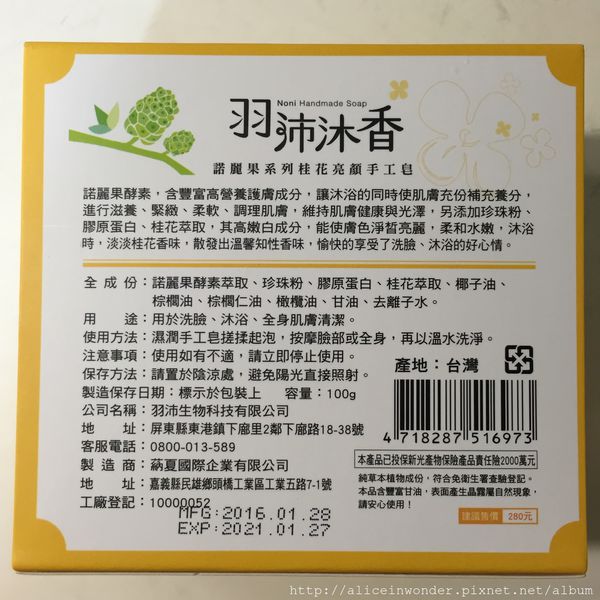 Noni Handmade Soap
羽沛沐香
諾麗果系列桂花亮顏手工皂
諾麗果酵素，含豐富高營養護膚成分，讓沐浴的同時使肌膚充份補充養分，
進行滋養、緊緻、柔軟、調理肌膚，維持肌膚健康與光澤，另添加珍珠粉、
膠原蛋白、桂花萃取，其高嫩白成分，能使膚色淨皙亮麗，柔和水嫩，沐浴
時，淡淡桂花香味，散發出溫馨知性香味，愉快的享受了洗臉、沐浴的好心情。
全成份：諾麗果酵素萃取、珍珠粉、膠原蛋白、桂花萃取、椰子油、
棕櫚油、棕櫚仁油、橄欖油、甘油、去離子水。
用　　途：用於洗臉、沐浴、全身肌膚清潔。
使用方法：濕潤手工皂搓揉起泡，按摩臉部或全身，再以溫水洗淨。
注意事項：使用如有不適，請立即停止使用。
保存方法：請置於陰涼處，避免陽光直接照射。
產地：台灣
製造保存日期：標示於包裝上　容量：100g
公司名稱：羽沛生物科技有限公司
地　　址：屏東縣東港鎮下廍里2鄰下廍路18-38號
客服電話：0800-013-589
製造商：蒳夏國際企業有限公司
地　　址：嘉義縣民雄鄉頭橋工業區工業五路7-1號
工廠登記：10000052
MFG:2016.01.28
EXP:2021.01.27
4 718287 516973
本產品已投保新光產物保險產品責任險2000萬元
純草本植物成份，符合免衛生署查驗登記。
本品含豐富甘油，表面產生晶霧屬自然現象，
請安心使用！
建議售價 280元
http://aliceinwonder.pixnet.net/album